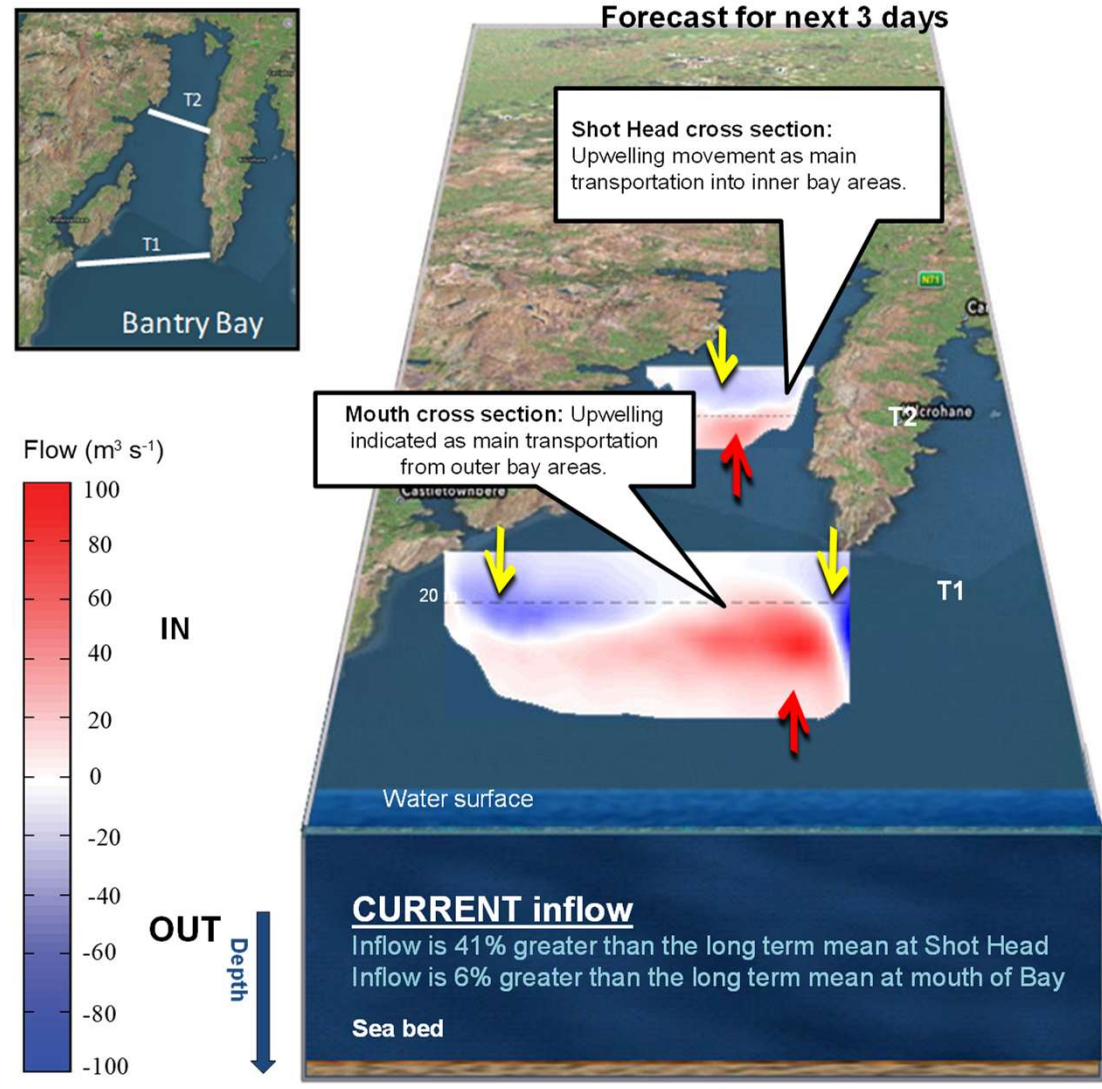 Forecast for next 3 days
T2
T1
Bantry Bay
Shot Head cross section:
Upwelling movement as main
transportation into inner bay areas.
N71
Mouth cross section: Upwelling
indicated as main transportation
from outer bay areas.
T2
Castletownbere
Flow (m³ s⁻¹)
100
80
60
40
20
0
-20
-40
-60
-80
-100
IN
OUT
Depth
20
T1
Water surface
CURRENT inflow
Inflow is 41% greater than the long term mean at Shot Head
Inflow is 6% greater than the long term mean at mouth of Bay
Sea bed